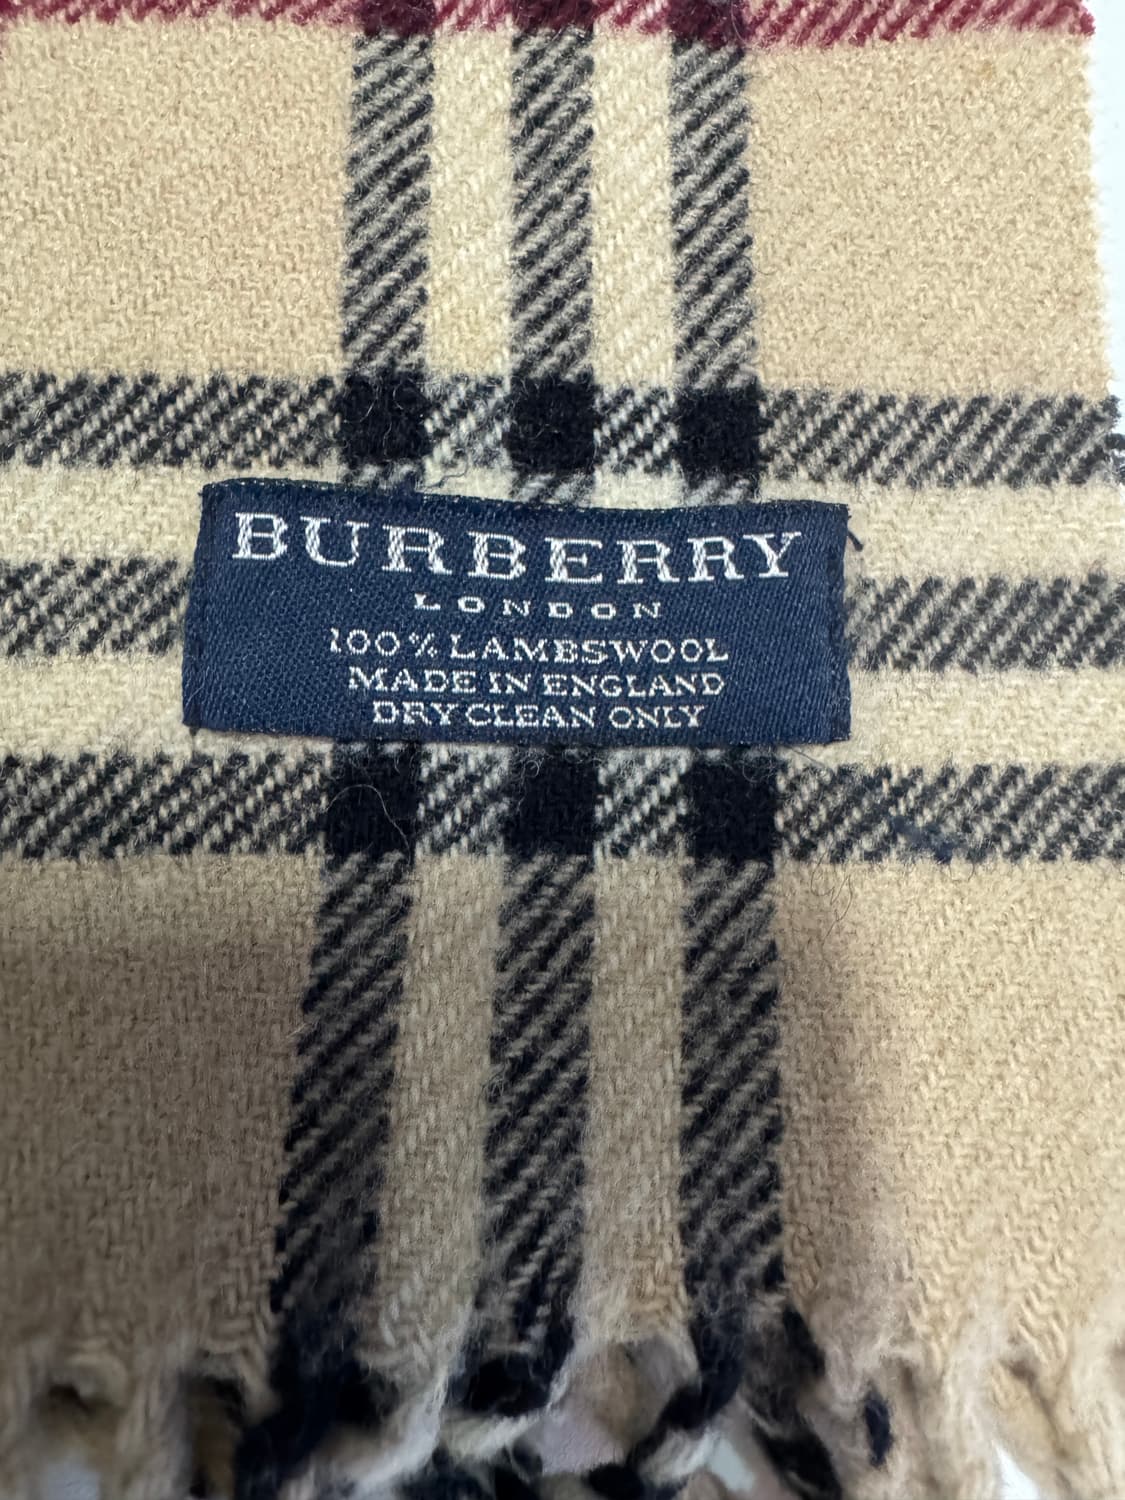 BURBERRY
LONDON
100% LAMBSWOOL
MADE IN ENGLAND
DRY CLEAN ONLY